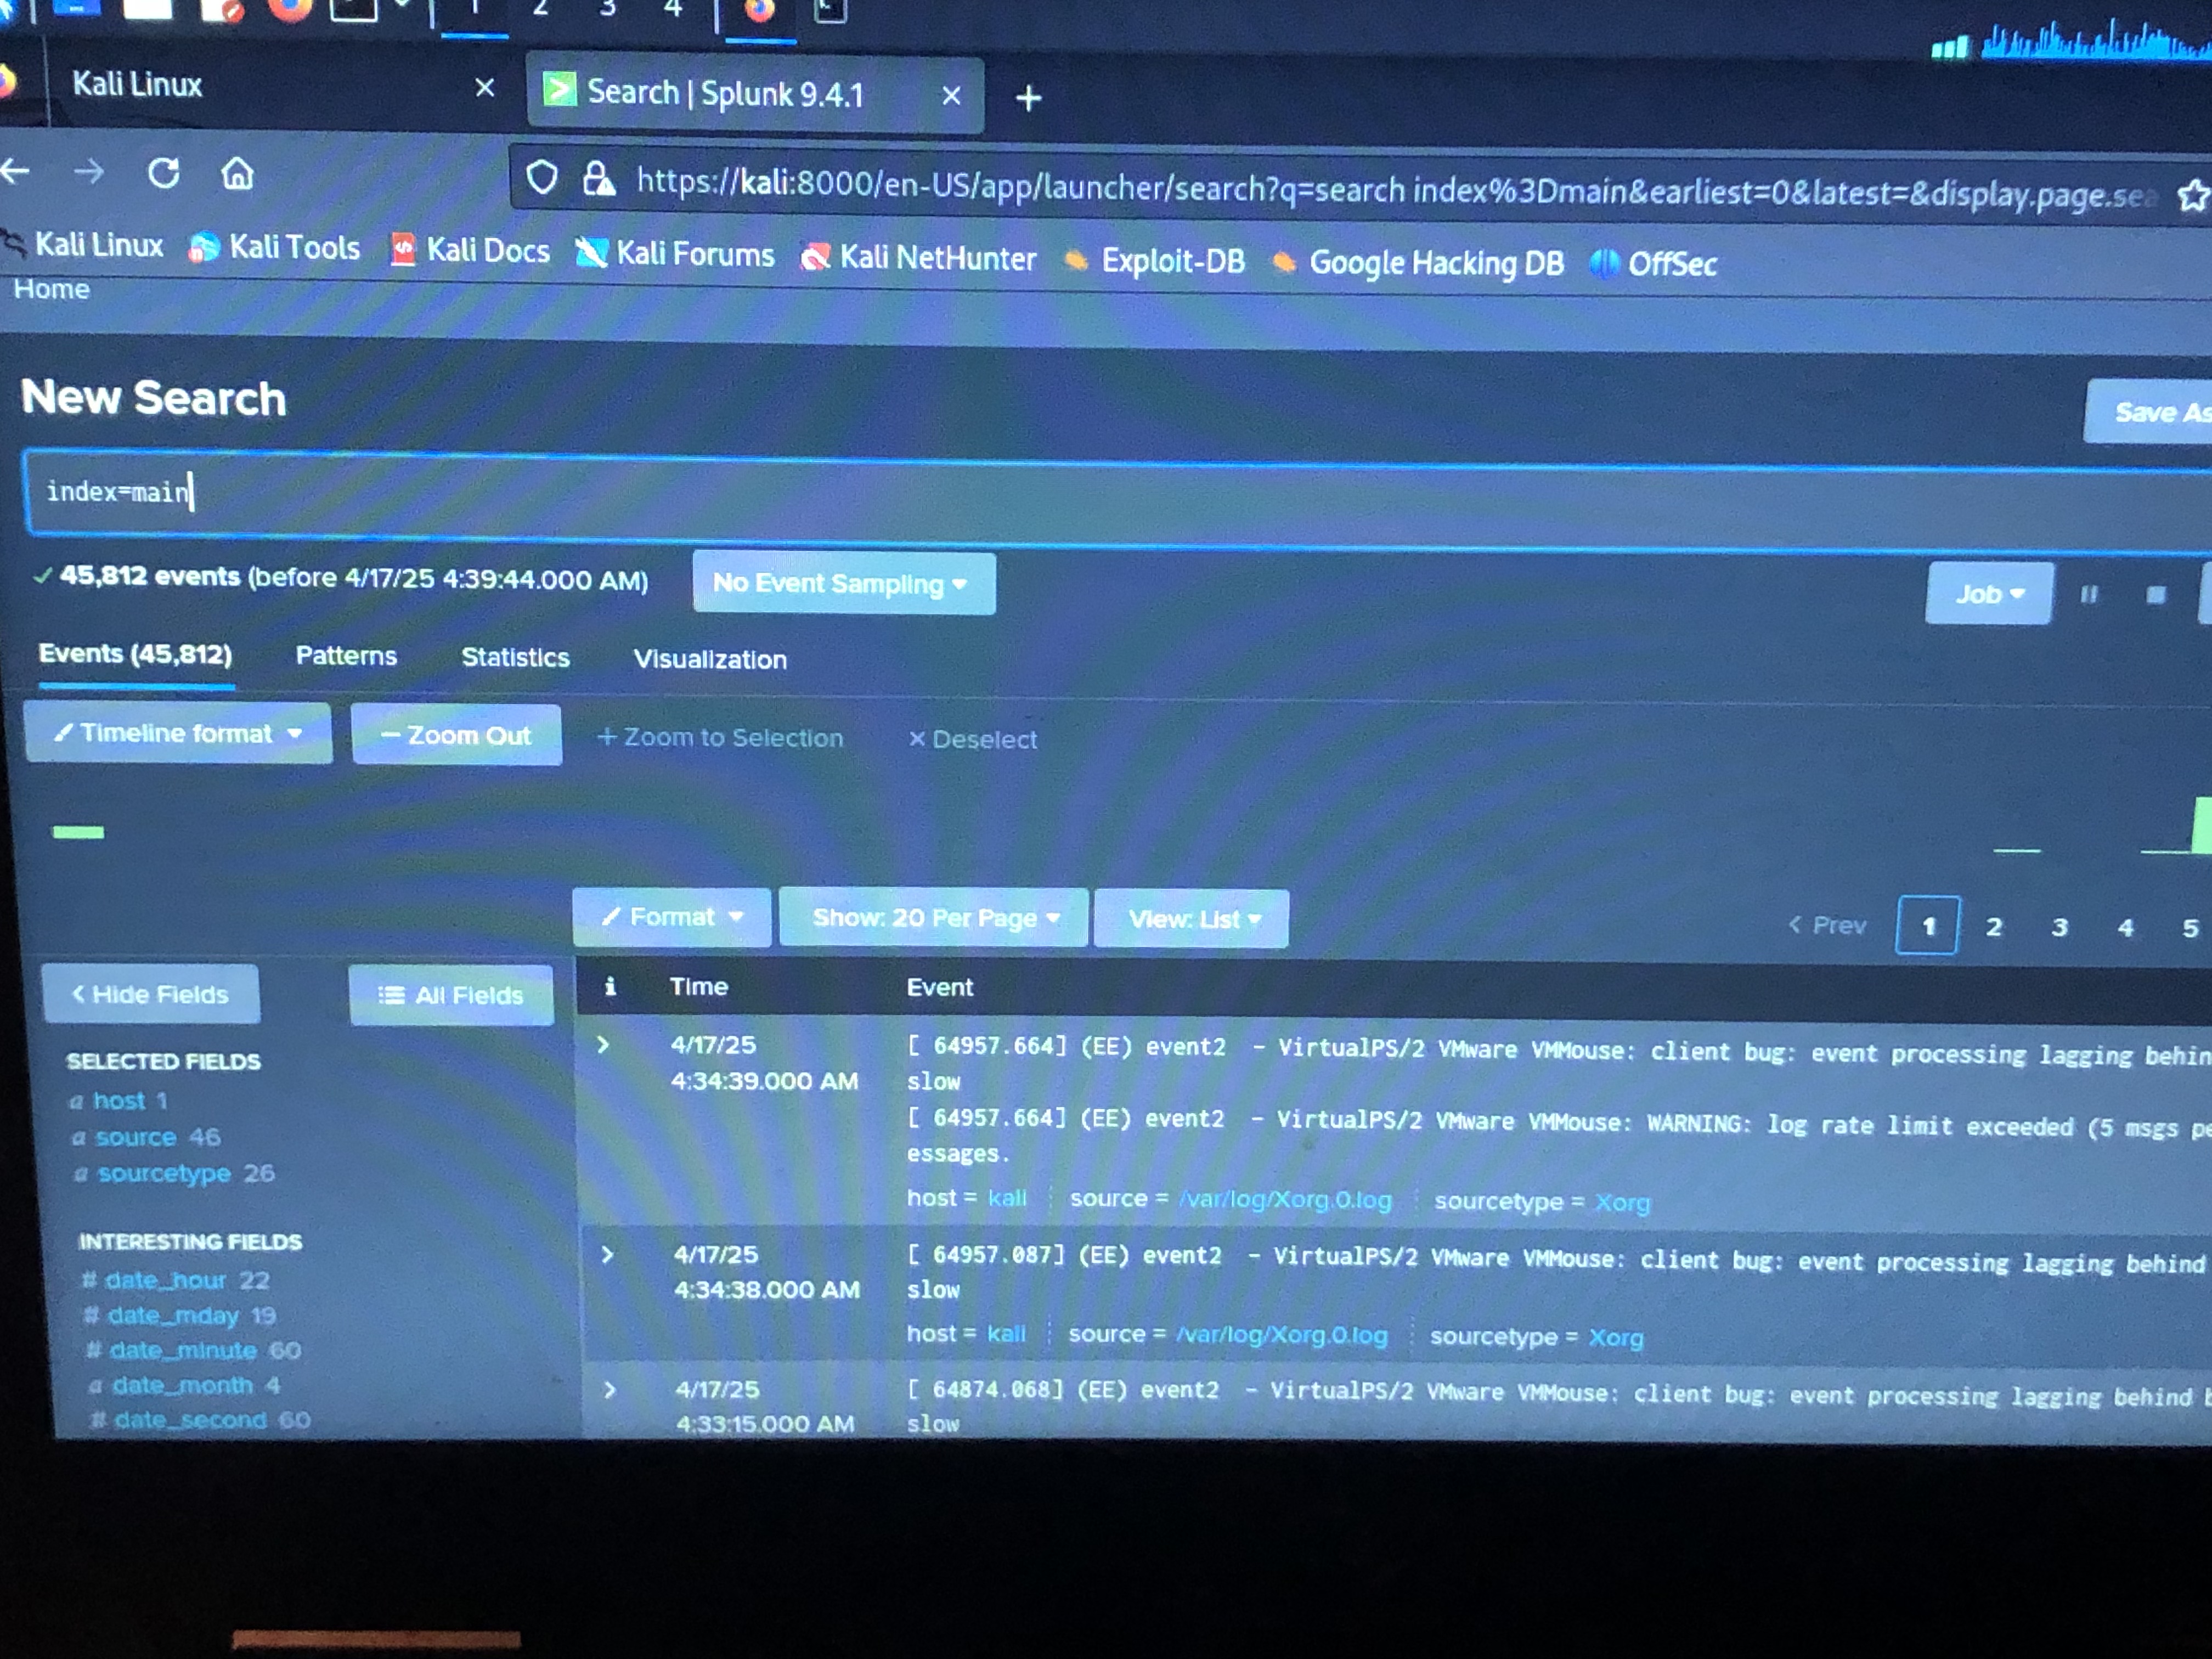 1 2 3 4
Kali Linux
Search | Splunk 9.4.1
https://kali:8000/en-US/app/launcher/search?q=search index%3Dmain&earliest=0&latest=&display.page.sea
Kali Linux Kali Tools Kali Docs Kali Forums Kali NetHunter Exploit-DB Google Hacking DB OffSec
Home
New Search
Save As
index=main
45,812 events (before 4/17/25 4:39:44.000 AM) No Event Sampling
Job
Events (45,812) Patterns Statistics Visualization
Timeline format – Zoom Out + Zoom to Selection × Deselect
Format Show: 20 Per Page View: List
< Prev 1 2 3 4 5
< Hide Fields All Fields
i Time Event
SELECTED FIELDS
a host 1
a source 46
a sourcetype 26
INTERESTING FIELDS
# date_hour 22
# date_mday 19
# date_minute 60
a date_month 4
# date_second 60
> 4/17/25 4:34:39.000 AM
[ 64957.664] (EE) event2 - VirtualPS/2 VMware VMMouse: client bug: event processing lagging behin
slow
[ 64957.664] (EE) event2 - VirtualPS/2 VMware VMMouse: WARNING: log rate limit exceeded (5 msgs pe
essages.
host = kali source = /var/log/Xorg.0.log sourcetype = Xorg
> 4/17/25 4:34:38.000 AM
[ 64957.087] (EE) event2 - VirtualPS/2 VMware VMMouse: client bug: event processing lagging behind
slow
host = kali source = /var/log/Xorg.0.log sourcetype = Xorg
> 4/17/25 4:33:15.000 AM
[ 64874.068] (EE) event2 - VirtualPS/2 VMware VMMouse: client bug: event processing lagging behind
slow